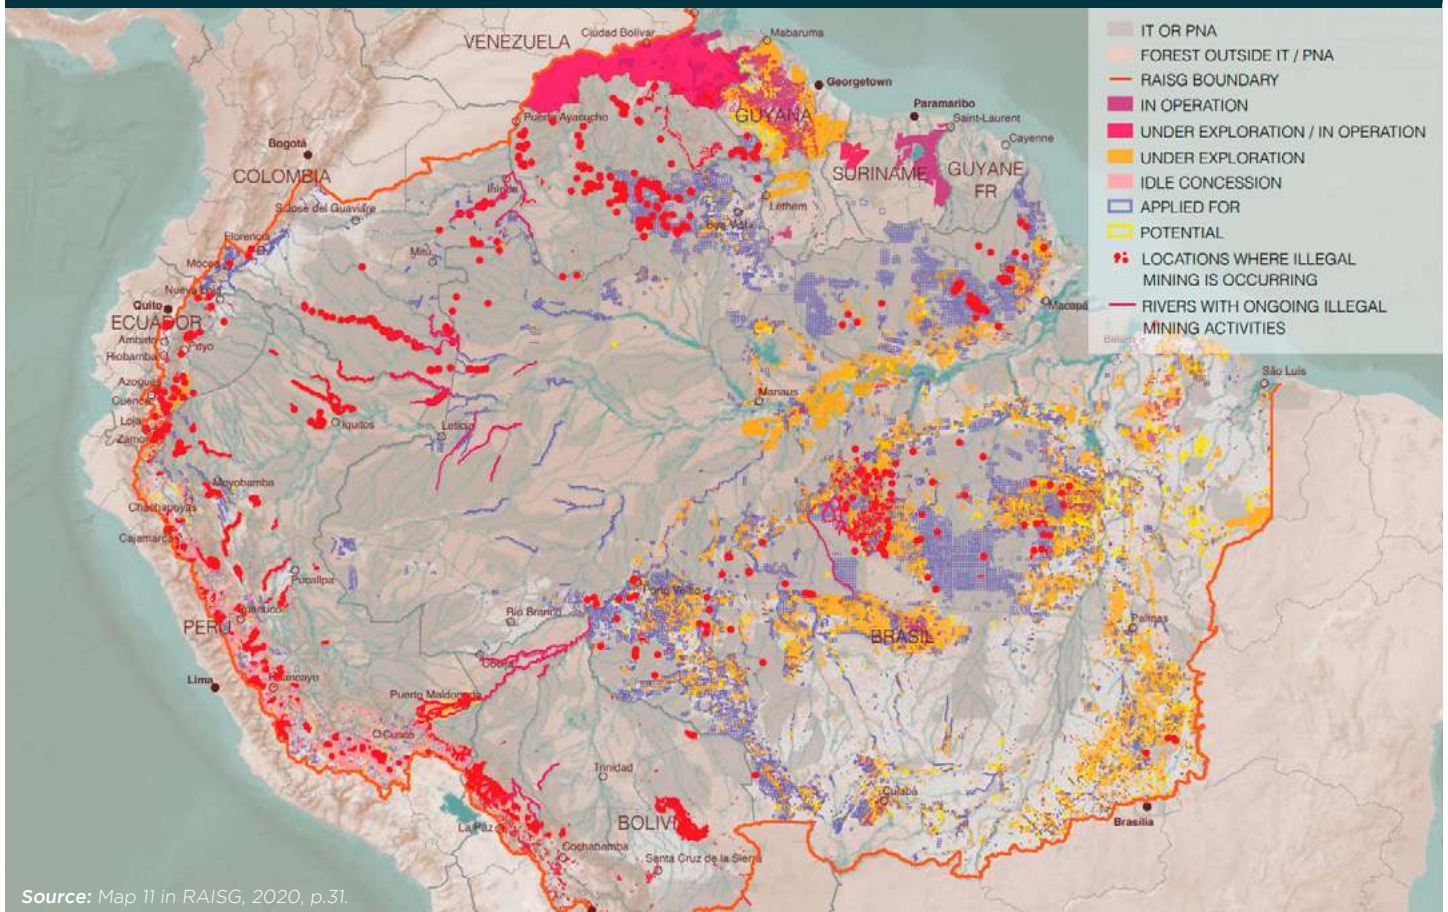 VENEZUELA
Ciudad Bolívar
Mabaruma
Georgetown
Puerto Ayacucho
GUYANA
Paramaribo
Saint-Laurent
Cayenne
Bogotá
COLOMBIA
SURINAME
GUYANE
FR
Inírida
Lethem
S.José del Guaviare
Boa Vista
Florencia
Mitú
Mocoa
Nueva Loja
Quito
ECUADOR
Macapá
Ambato
Puyo
Riobamba
Belém
São Luís
Azogues
Cuenca
Manaus
Loja
Iquitos
Leticia
Zamora
Moyobamba
Chachapoyas
Cajamarca
Pucallpa
Porto Velho
Huánuco
Rio Branco
PERU
BRASIL
Palmas
Cobija
Lima
Huancayo
Puerto Maldonado
Cusco
Trinidad
Cuiabá
La Paz
BOLIVI
Brasília
Cochabamba
Santa Cruz de la Sierra
IT OR PNA
FOREST OUTSIDE IT / PNA
RAISG BOUNDARY
IN OPERATION
UNDER EXPLORATION / IN OPERATION
UNDER EXPLORATION
IDLE CONCESSION
APPLIED FOR
POTENTIAL
LOCATIONS WHERE ILLEGAL
MINING IS OCCURRING
RIVERS WITH ONGOING ILLEGAL
MINING ACTIVITIES
Source: Map 11 in RAISG, 2020, p.31.